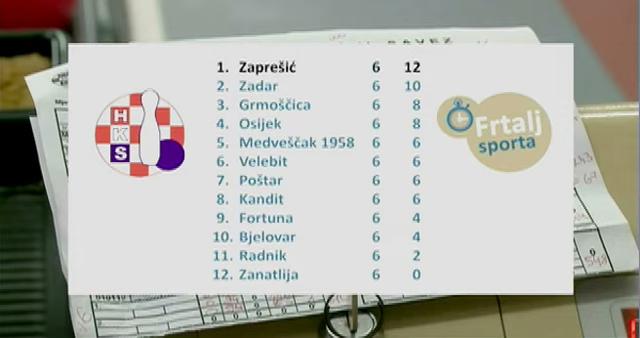 1. Zaprešić 6 12
2. Zadar 6 10
3. Grmoščica 6 8
4. Osijek 6 8
5. Medveščak 1958 6 6
6. Velebit 6 6
7. Poštar 6 6
8. Kandit 6 6
9. Fortuna 6 4
10. Bjelovar 6 4
11. Radnik 6 2
12. Zanatlija 6 0
H
K
S
Frtalj
sporta